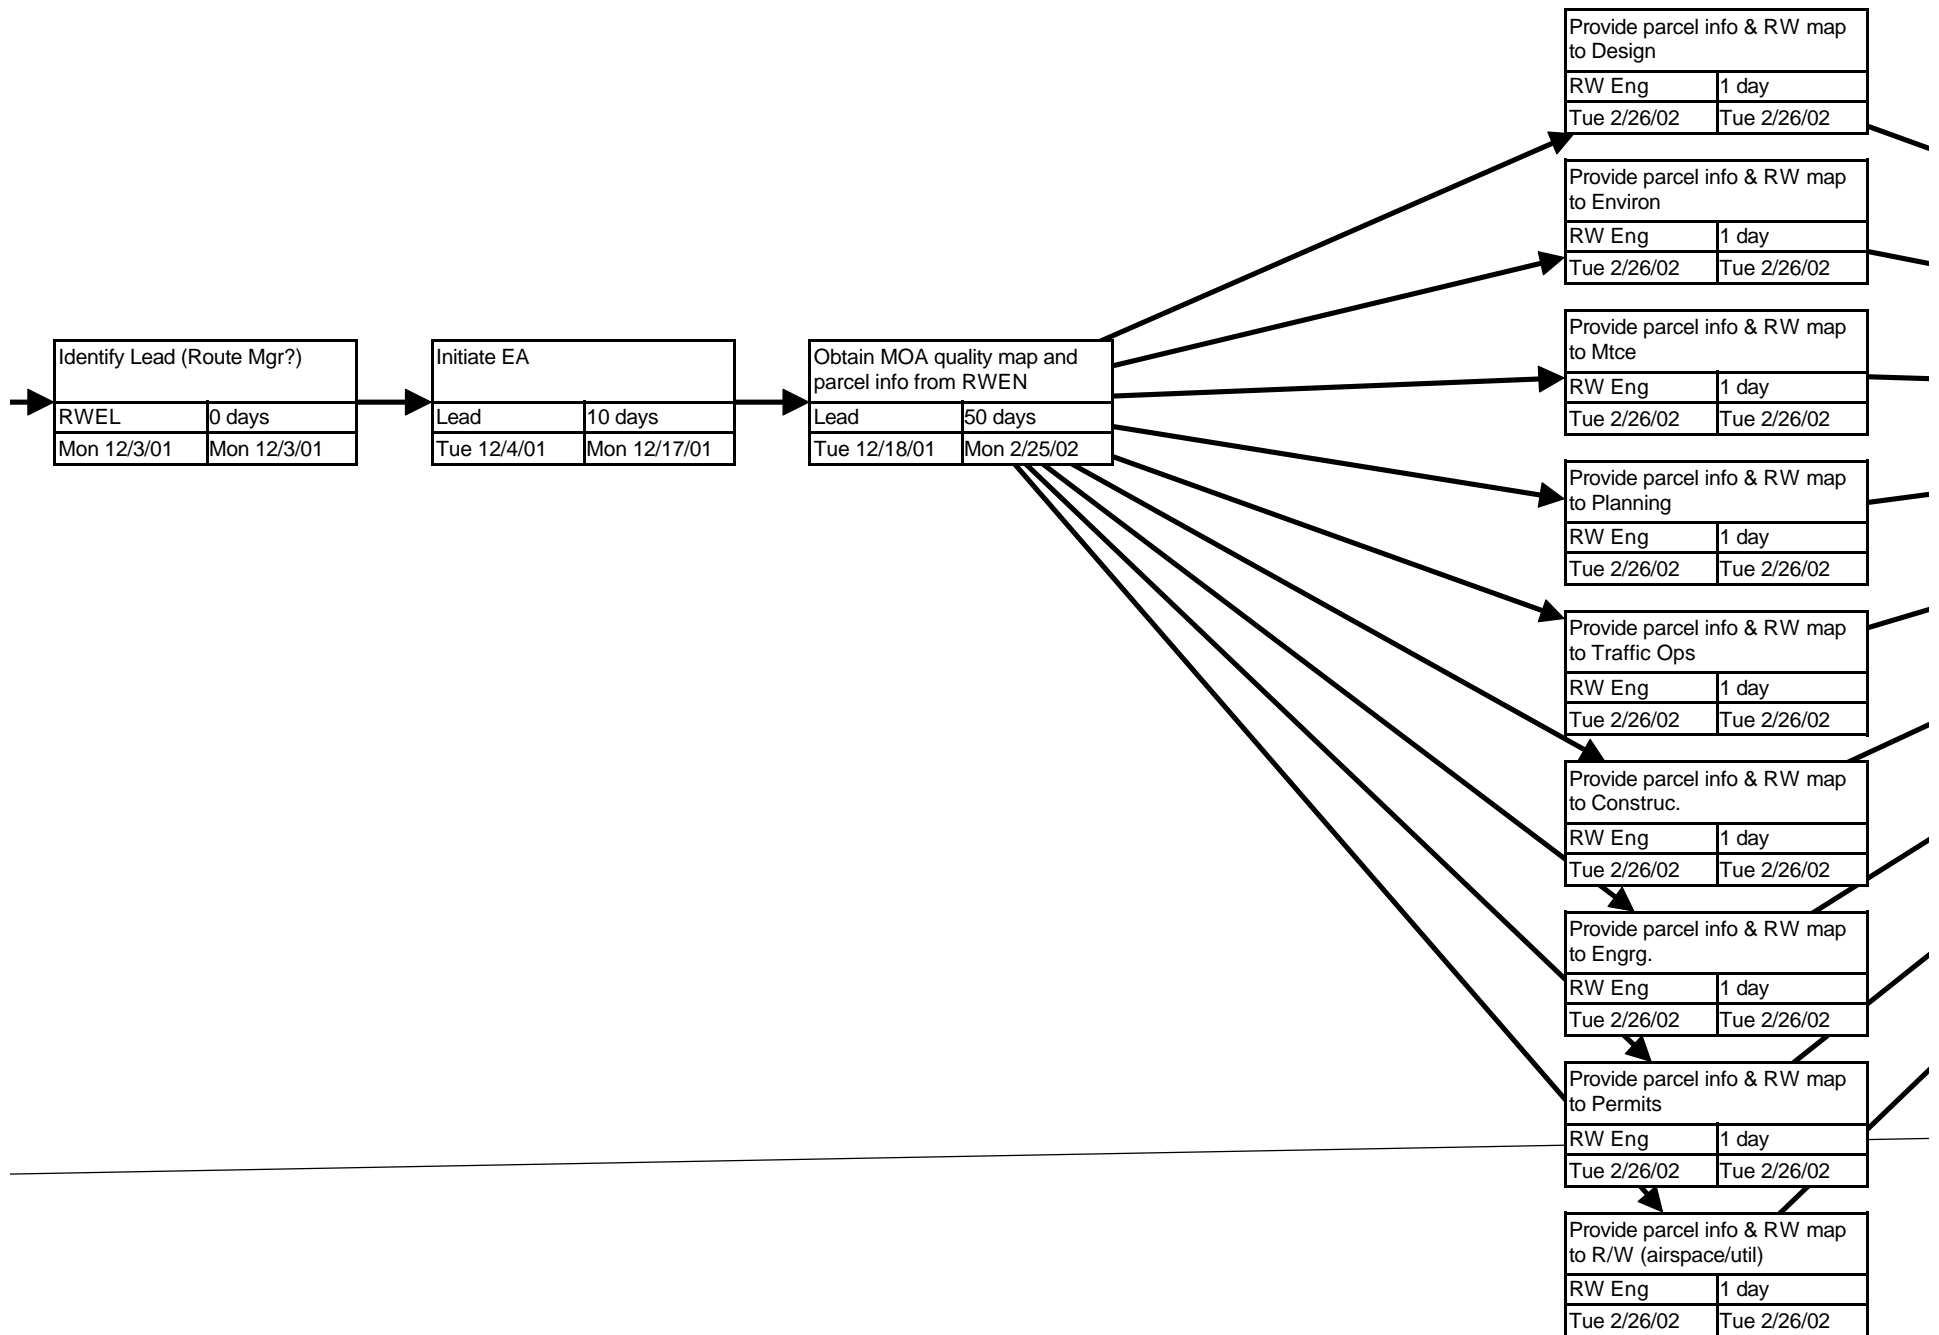 Identify Lead (Route Mgr?)
RWEL 0 days
Mon 12/3/01 Mon 12/3/01
Initiate EA
Lead 10 days
Tue 12/4/01 Mon 12/17/01
Obtain MOA quality map and
parcel info from RWEN
Lead 50 days
Tue 12/18/01 Mon 2/25/02
Provide parcel info & RW map
to Design
RW Eng 1 day
Tue 2/26/02 Tue 2/26/02
Provide parcel info & RW map
to Environ
RW Eng 1 day
Tue 2/26/02 Tue 2/26/02
Provide parcel info & RW map
to Mtce
RW Eng 1 day
Tue 2/26/02 Tue 2/26/02
Provide parcel info & RW map
to Planning
RW Eng 1 day
Tue 2/26/02 Tue 2/26/02
Provide parcel info & RW map
to Traffic Ops
RW Eng 1 day
Tue 2/26/02 Tue 2/26/02
Provide parcel info & RW map
to Construc.
RW Eng 1 day
Tue 2/26/02 Tue 2/26/02
Provide parcel info & RW map
to Engrg.
RW Eng 1 day
Tue 2/26/02 Tue 2/26/02
Provide parcel info & RW map
to Permits
RW Eng 1 day
Tue 2/26/02 Tue 2/26/02
Provide parcel info & RW map
to R/W (airspace/util)
RW Eng 1 day
Tue 2/26/02 Tue 2/26/02